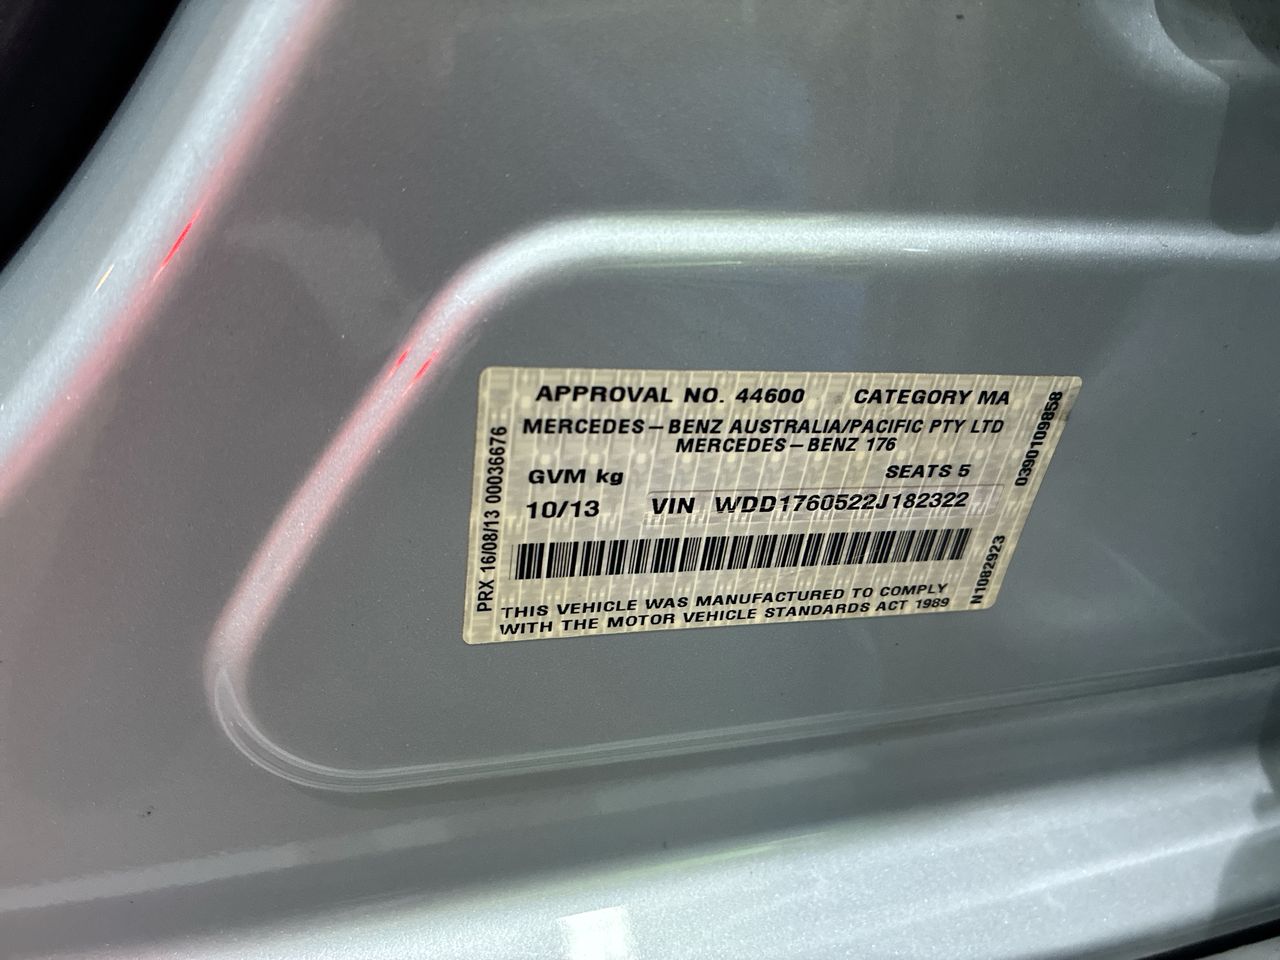 APPROVAL NO. 44600 CATEGORY MA
MERCEDES-BENZ AUSTRALIA/PACIFIC PTY LTD
MERCEDES-BENZ 176
GVM kg SEATS 5
10/13 VIN WDD1760522J182322
THIS VEHICLE WAS MANUFACTURED TO COMPLY
WITH THE MOTOR VEHICLE STANDARDS ACT 1989
PRX 16/08/13 00036676
0390109858
N1082923